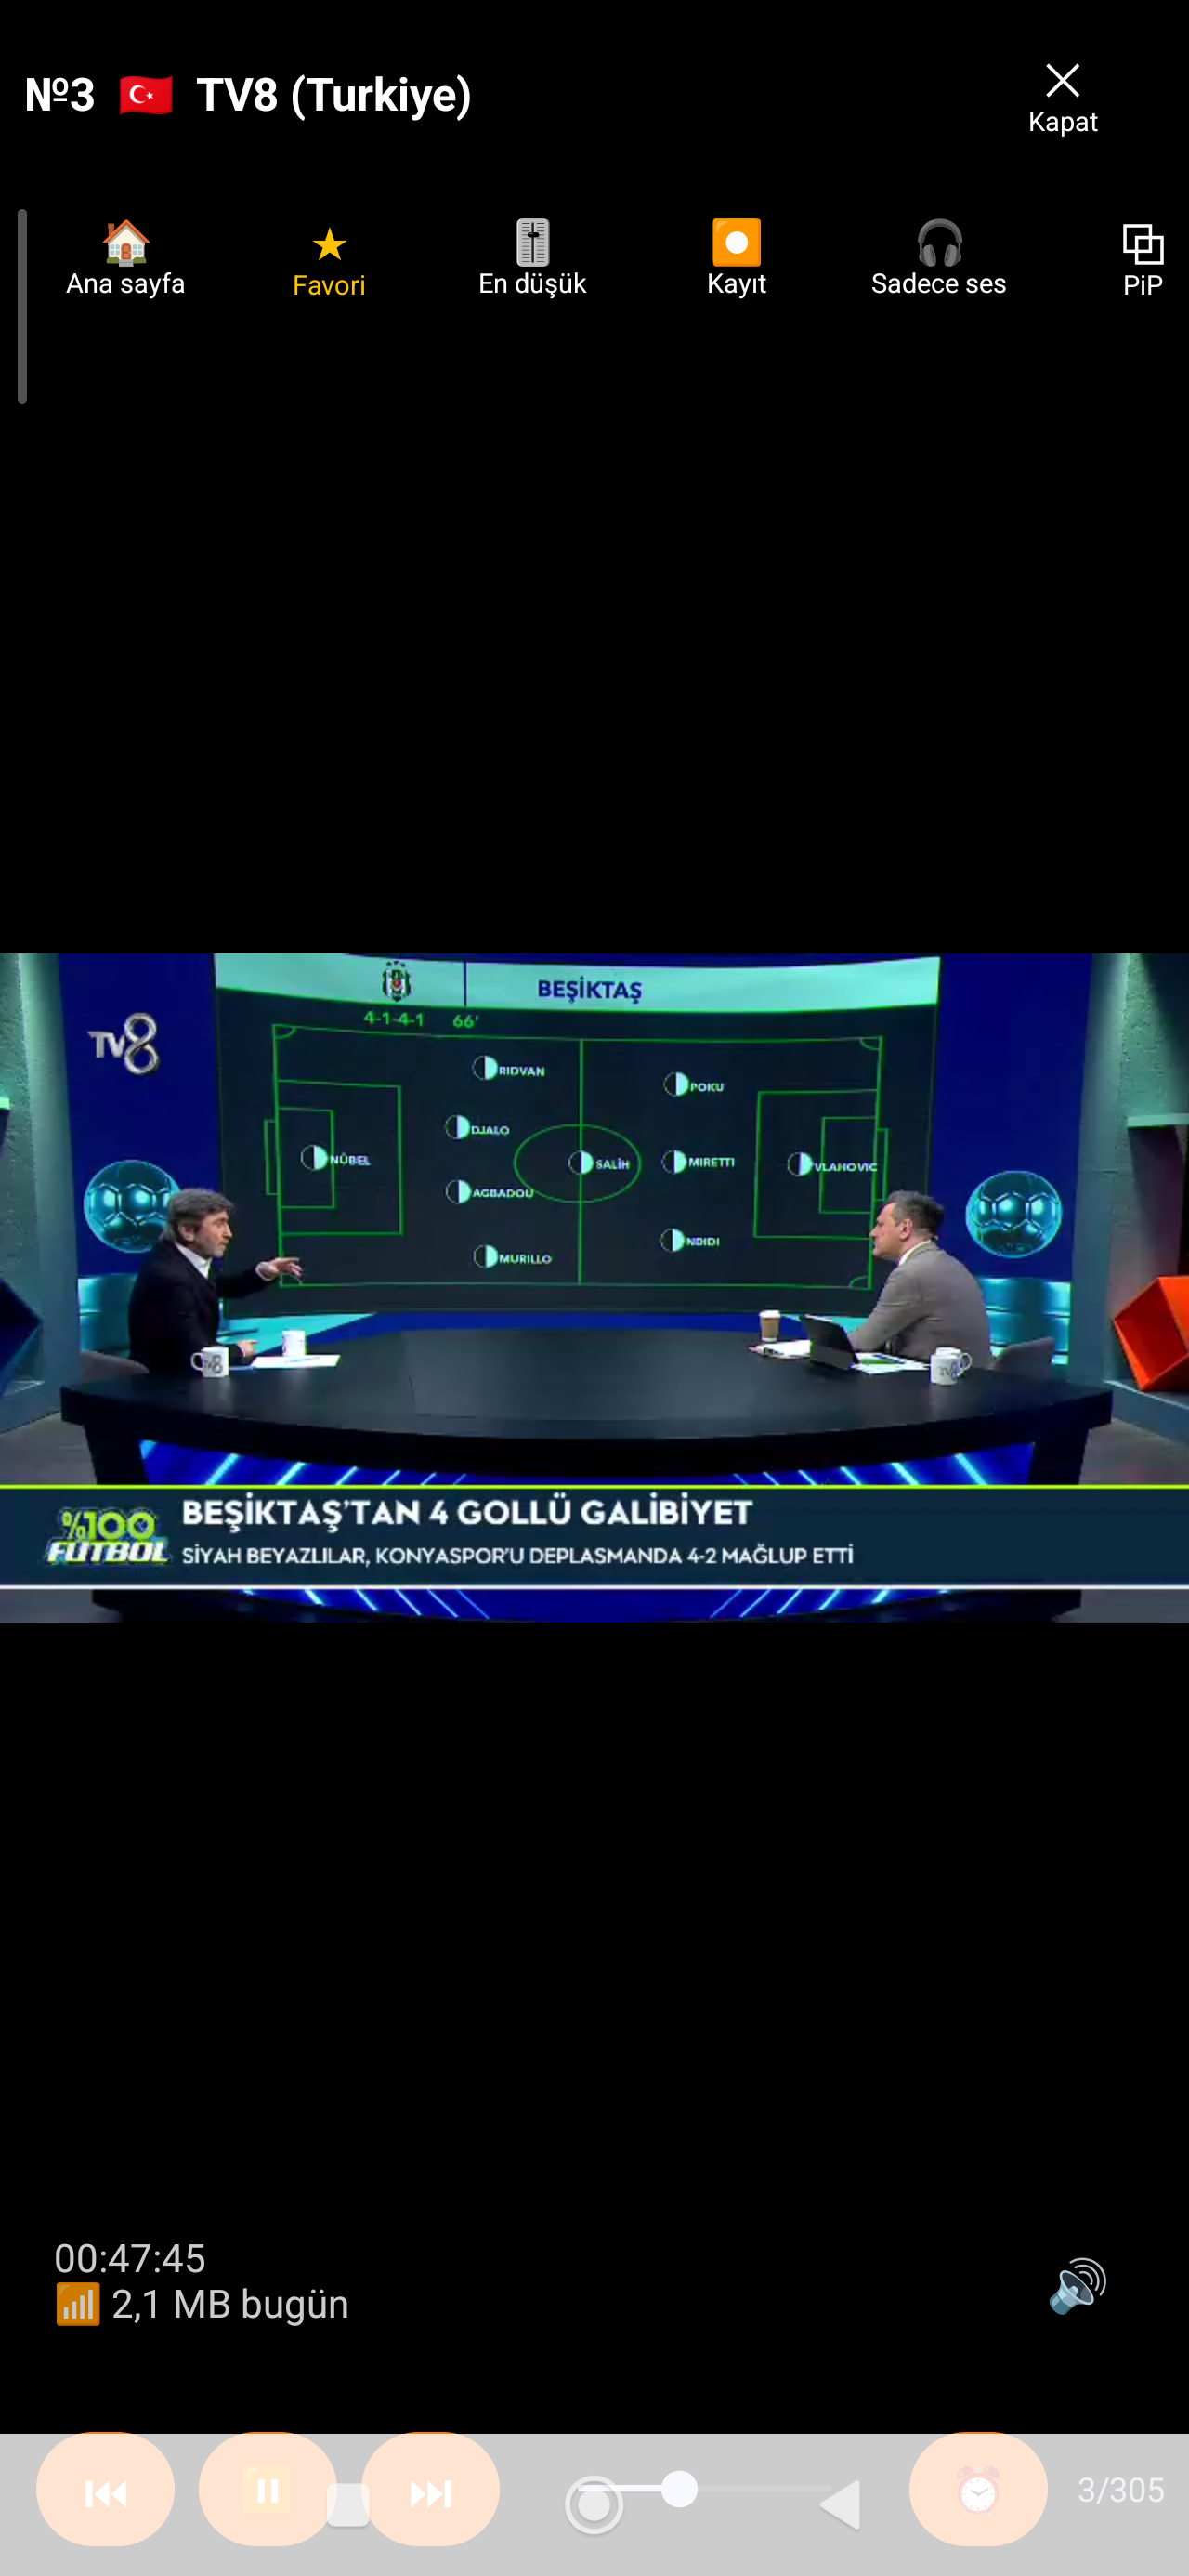 №3 🇹🇷 TV8 (Turkiye)
Kapat
Ana sayfa
Favori
En düşük
Kayıt
Sadece ses
PiP
BEŞİKTAŞ
4-1-4-1 66'
TV8
RIDVAN
POKU
DJALO
NÜBEL
SALİH
MIRETTI
VLAHOVIC
AGBADOU
NDIDI
MURILLO
TV8
TV8
%100 FUTBOL
BEŞİKTAŞ'TAN 4 GOLLÜ GALİBİYET
SİYAH BEYAZLILAR, KONYASPOR'U DEPLASMANDA 4-2 MAĞLUP ETTİ
00:47:45
2,1 MB bugün
3/305